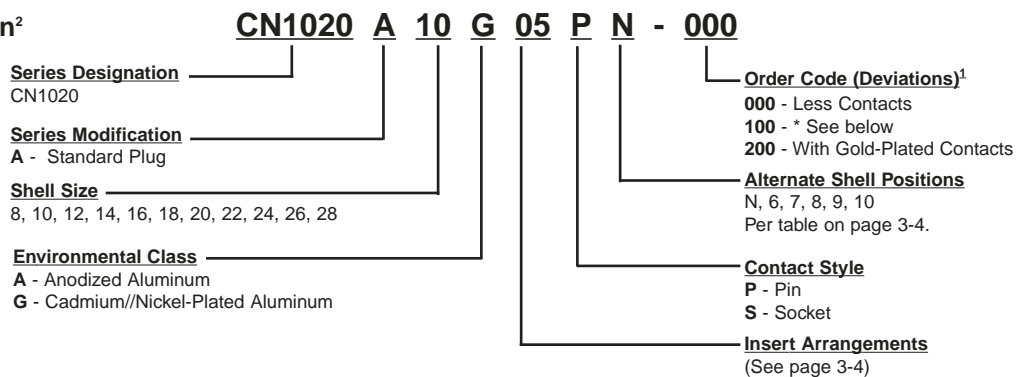 n²
CN1020 A 10 G 05 P N - 000
Series Designation
CN1020
Series Modification
A - Standard Plug
Shell Size
8, 10, 12, 14, 16, 18, 20, 22, 24, 26, 28
Environmental Class
A - Anodized Aluminum
G - Cadmium//Nickel-Plated Aluminum
Order Code (Deviations)¹
000 - Less Contacts
100 - * See below
200 - With Gold-Plated Contacts
Alternate Shell Positions
N, 6, 7, 8, 9, 10
Per table on page 3-4.
Contact Style
P - Pin
S - Socket
Insert Arrangements
(See page 3-4)